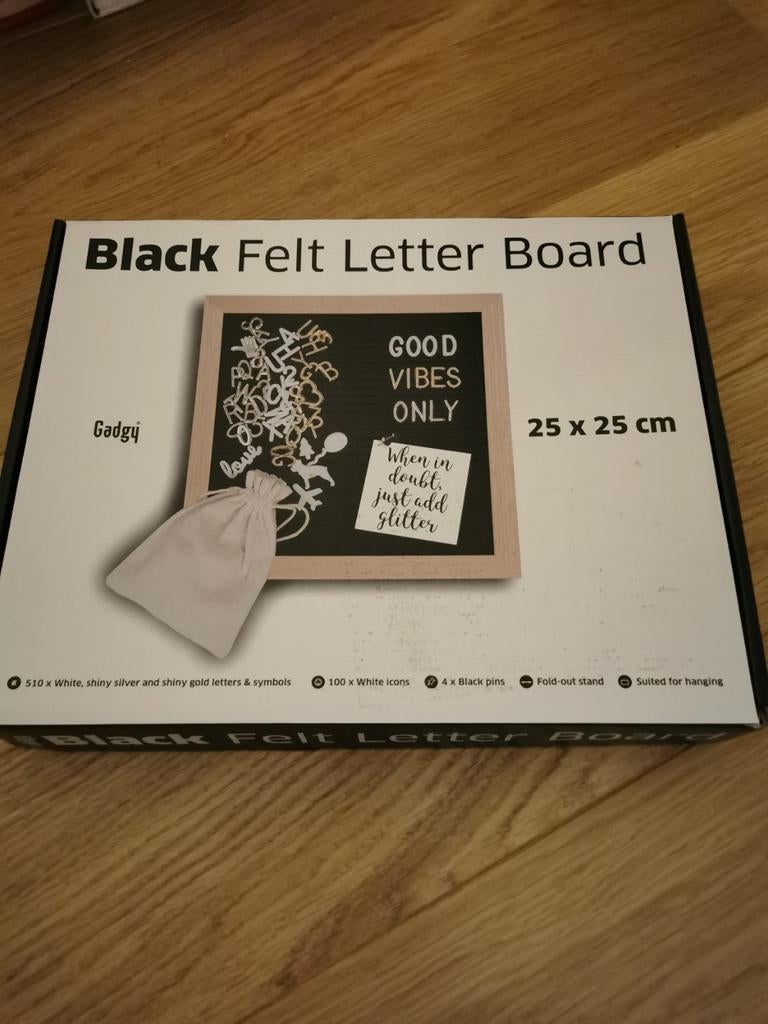 Black Felt Letter Board
GOOD
VIBES
ONLY
Gadgy
25 x 25 cm
love
When in
doubt,
just add
glitter
510 x White, shiny silver and shiny gold letters & symbols 100 x White icons 4 x Black pins Fold-out stand Suited for hanging
Black Felt Letter Board